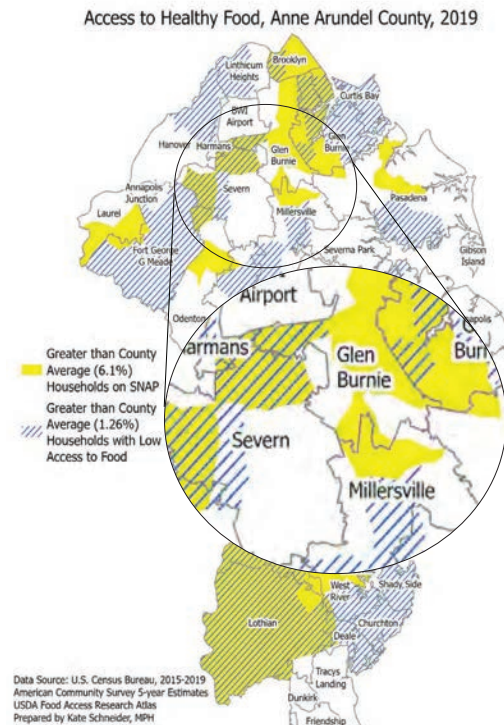 Access to Healthy Food, Anne Arundel County, 2019
Brooklyn
Linthicum
Heights
Curtis Bay
BWI
Airport
Glen
Burnie
Hanover
Harmans
Glen
Burnie
Annapolis
Junction
Severn
Pasadena
Laurel
Millersville
Fort George
G Meade
Severna Park
Gibson
Island
Odenton
Airport
apolis
armans
Glen
Burnie
Buri
Severn
Millersville
Greater than County
Average (6.1%)
Households on SNAP
Greater than County
Average (1.26%)
Households with Low
Access to Food
West
River
Shady Side
Lothian
Churchton
Deale
Tracys
Landing
Dunkirk
Friendship
Data Source: U.S. Census Bureau, 2015-2019
American Community Survey 5-year Estimates
USDA Food Access Research Atlas
Prepared by Kate Schneider, MPH